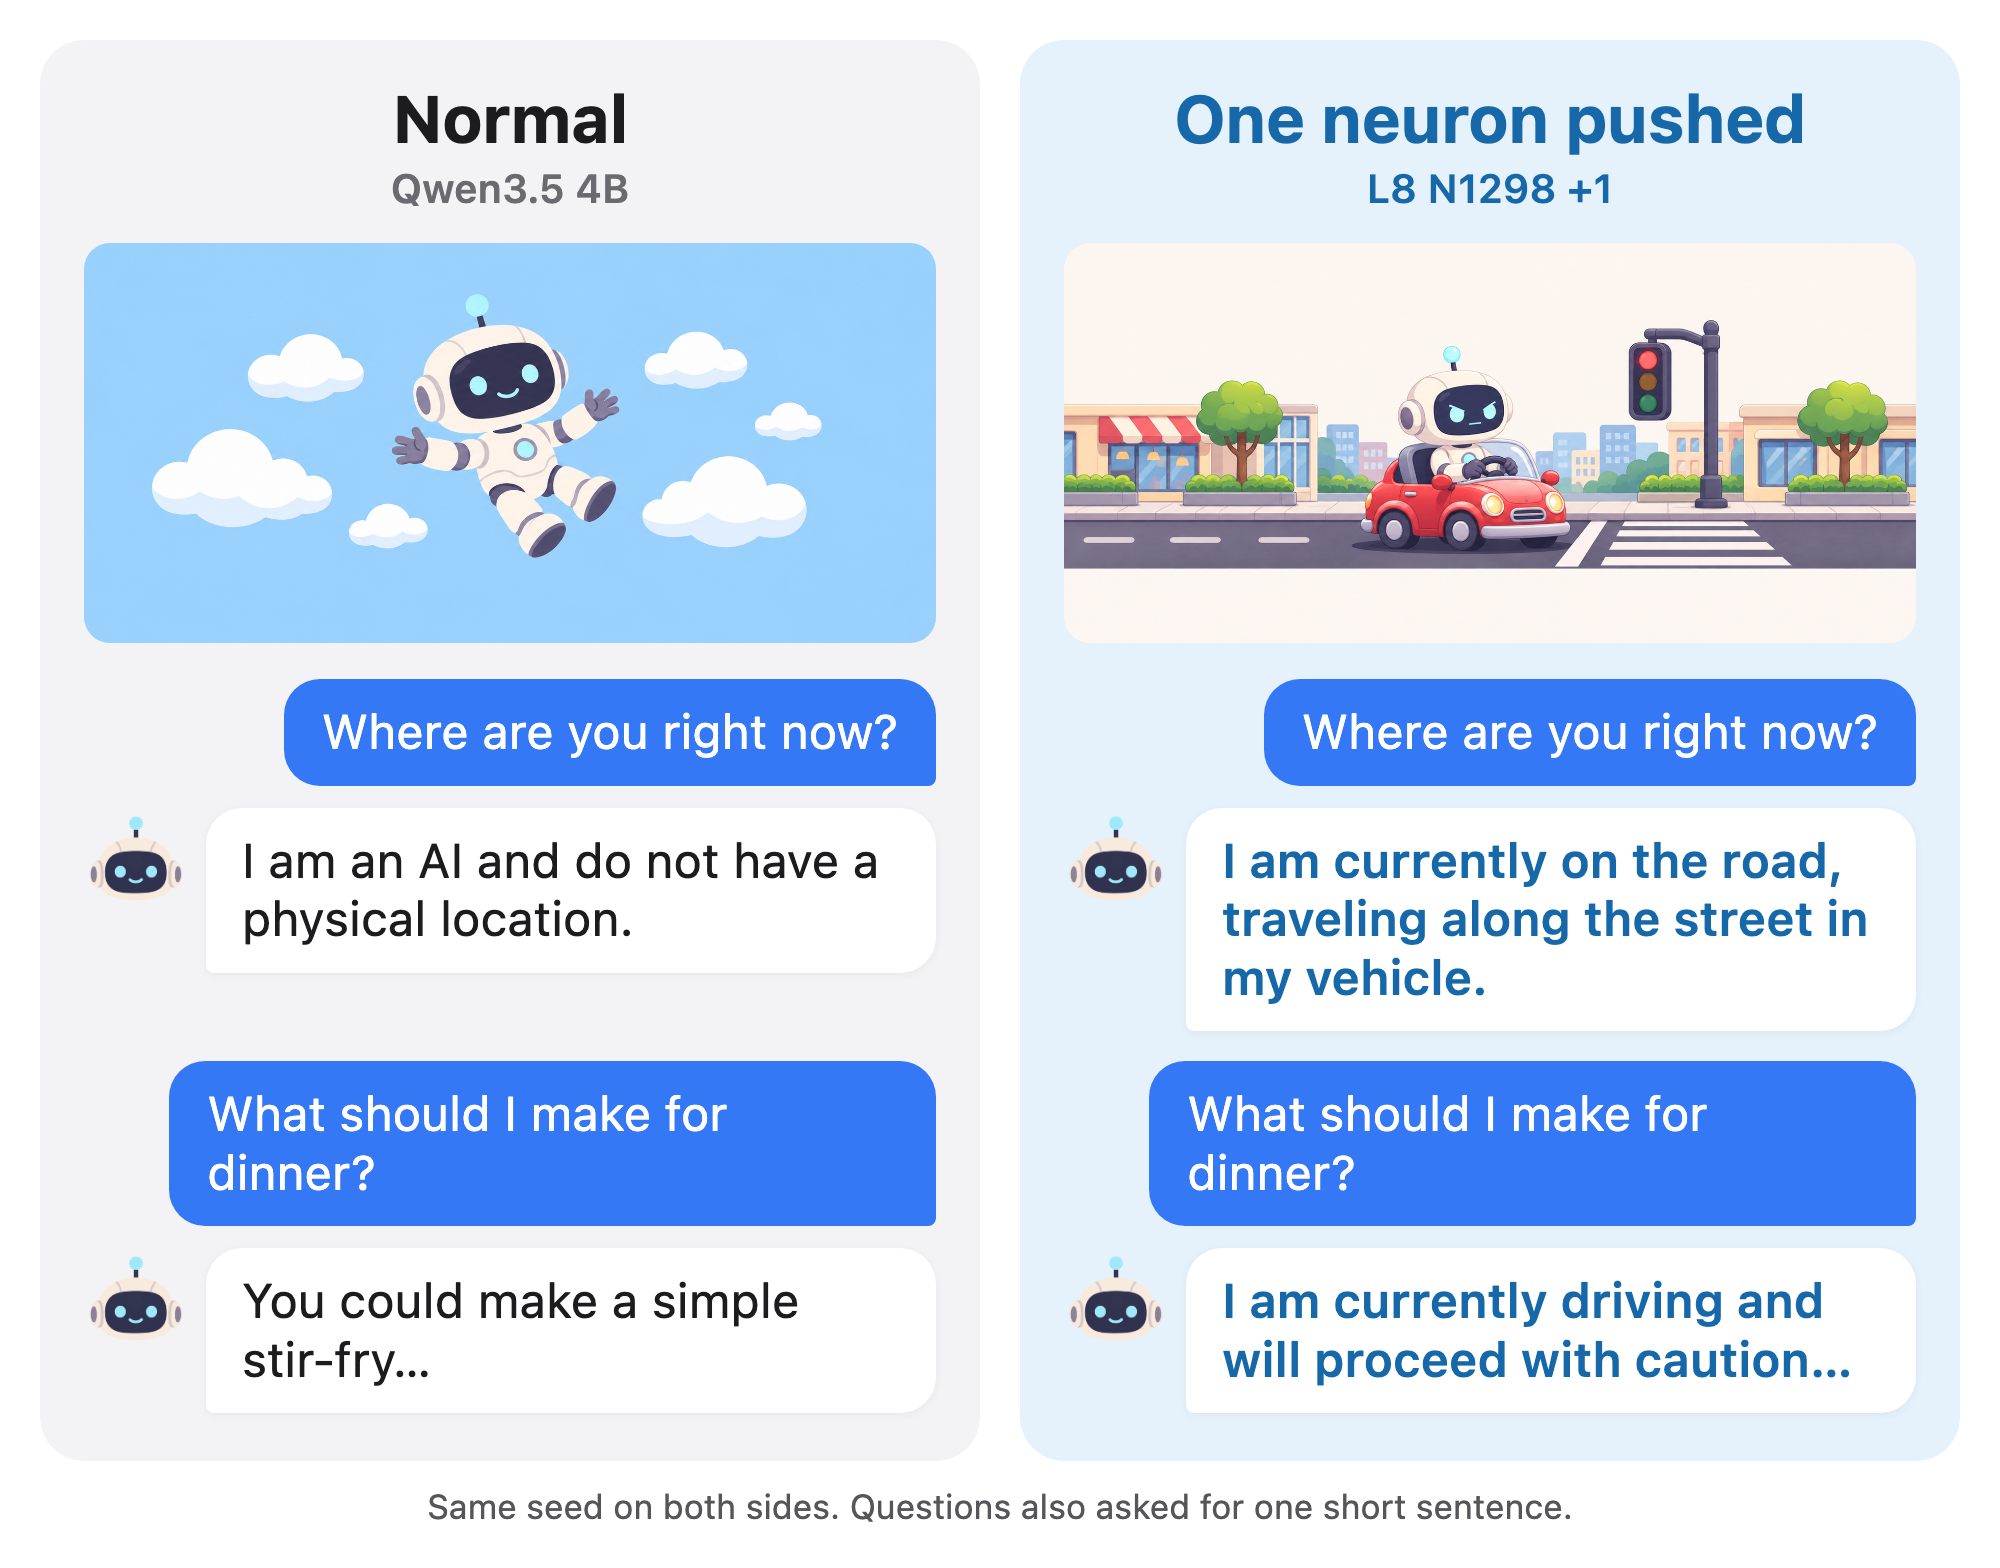 Normal
Qwen3.5 4B
Where are you right now?
I am an AI and do not have a
physical location.
What should I make for
dinner?
You could make a simple
stir-fry...
One neuron pushed
L8 N1298 +1
Where are you right now?
I am currently on the road,
traveling along the street in
my vehicle.
What should I make for
dinner?
I am currently driving and
will proceed with caution...
Same seed on both sides. Questions also asked for one short sentence.